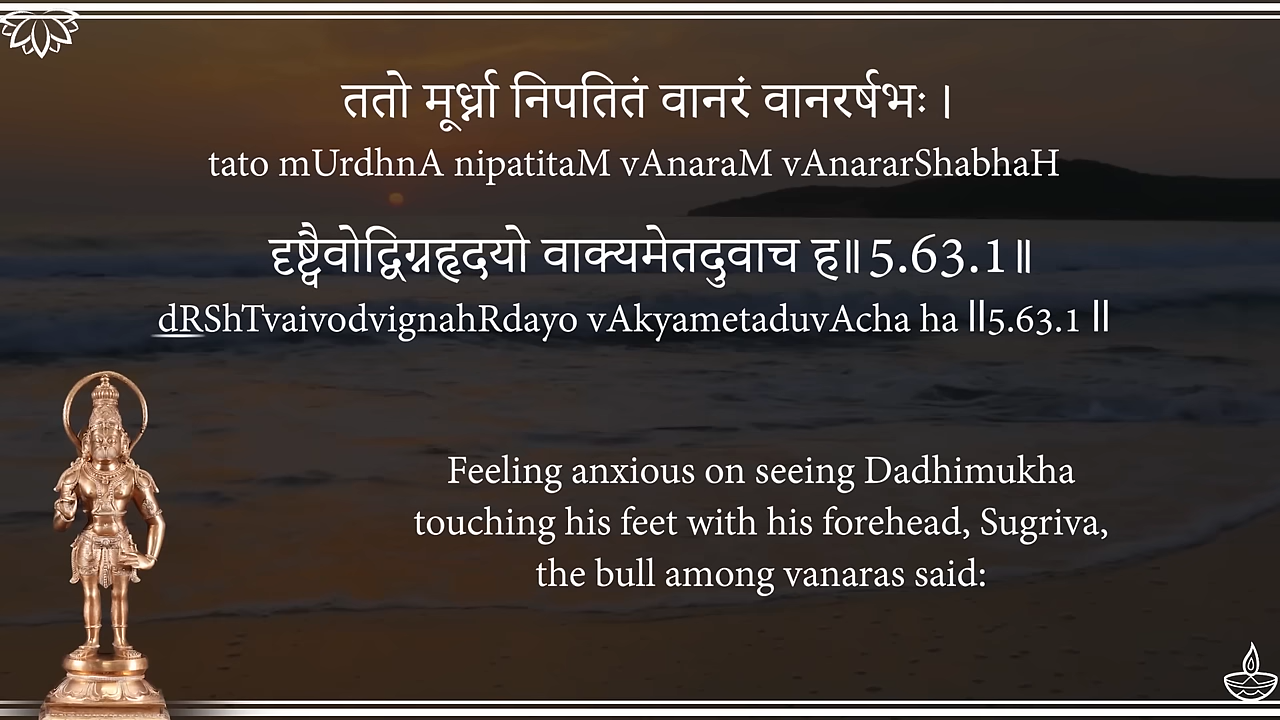 ततो मूर्ध्ना निपतितं वानरं वानरर्षभः ।
tato mUrdhnA nipatitaM vAnaraM vAnararShabhaH
दृष्ट्वैवोद्विग्नहृदयो वाक्यमेतदुवाच ह॥5.63.1॥
dRShTvaivodvignahRdayo vAkyametaduvAcha ha ||5.63.1 ||
Feeling anxious on seeing Dadhimukha
touching his feet with his forehead, Sugriva,
the bull among vanaras said: